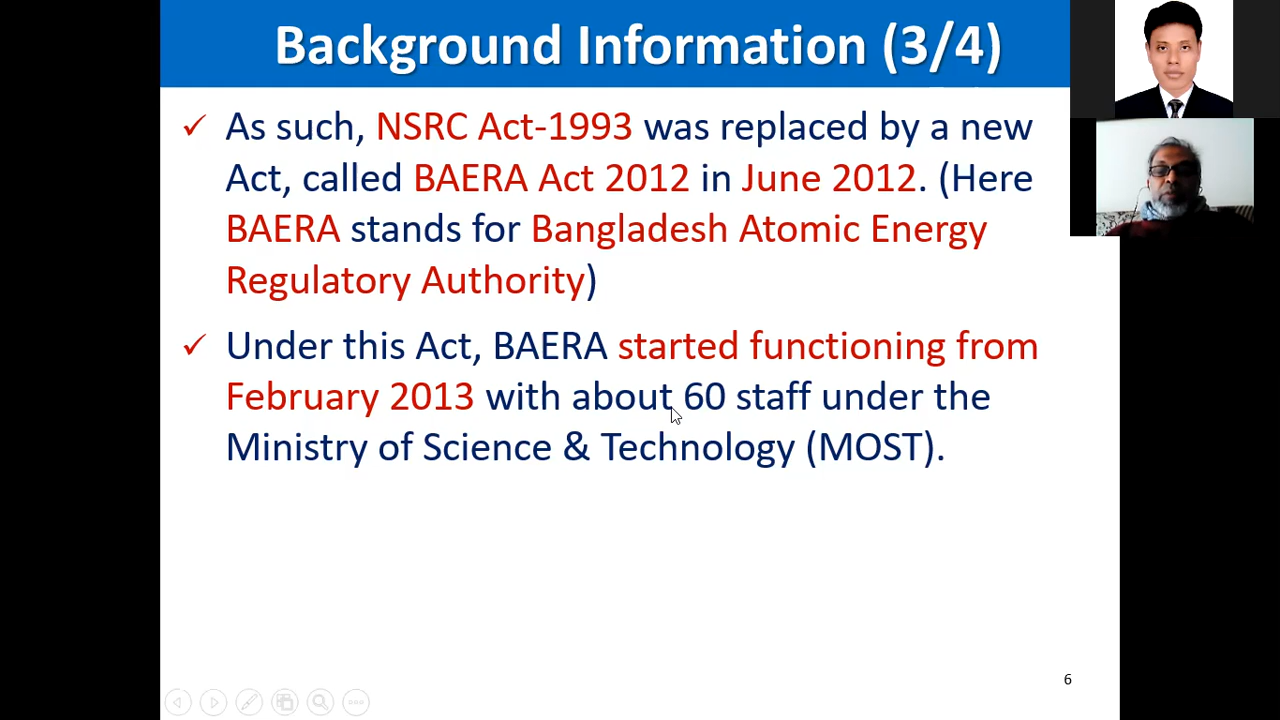 Background Information (3/4)
✓ As such, NSRC Act-1993 was replaced by a new
Act, called BAERA Act 2012 in June 2012. (Here
BAERA stands for Bangladesh Atomic Energy
Regulatory Authority)
✓ Under this Act, BAERA started functioning from
February 2013 with about 60 staff under the
Ministry of Science & Technology (MOST).
6